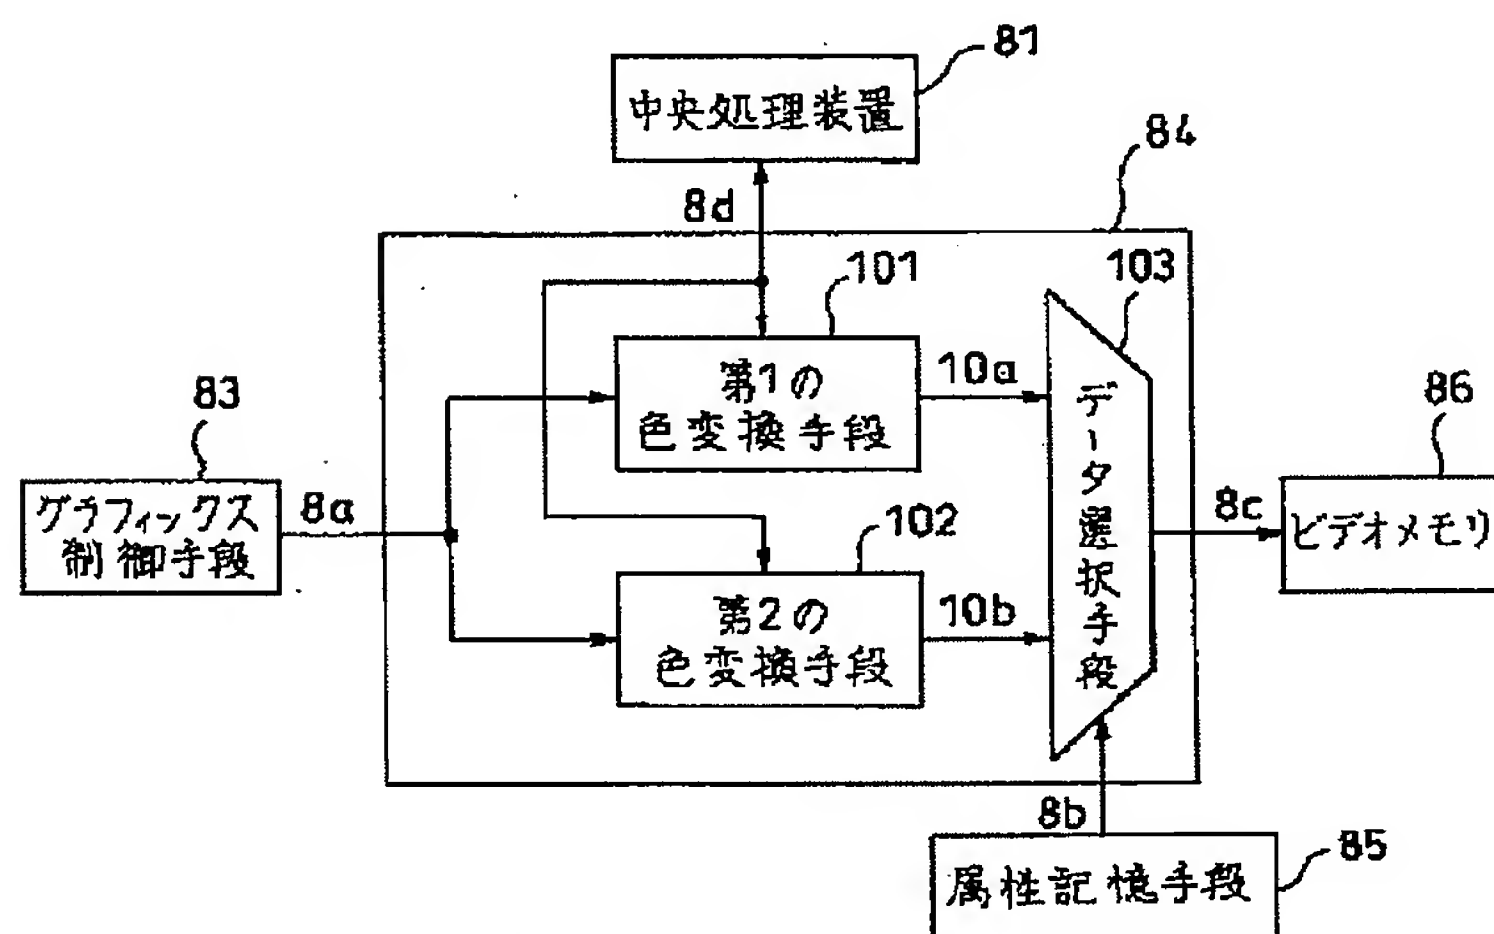 81
中央処理装置
84
8d
101
103
第1の
色変換手段
10a
データ選択手段
83
86
グラフィックス
制御手段
8a
102
8c
ビデオメモリ
第2の
色変換手段
10b
8b
85
属性記憶手段